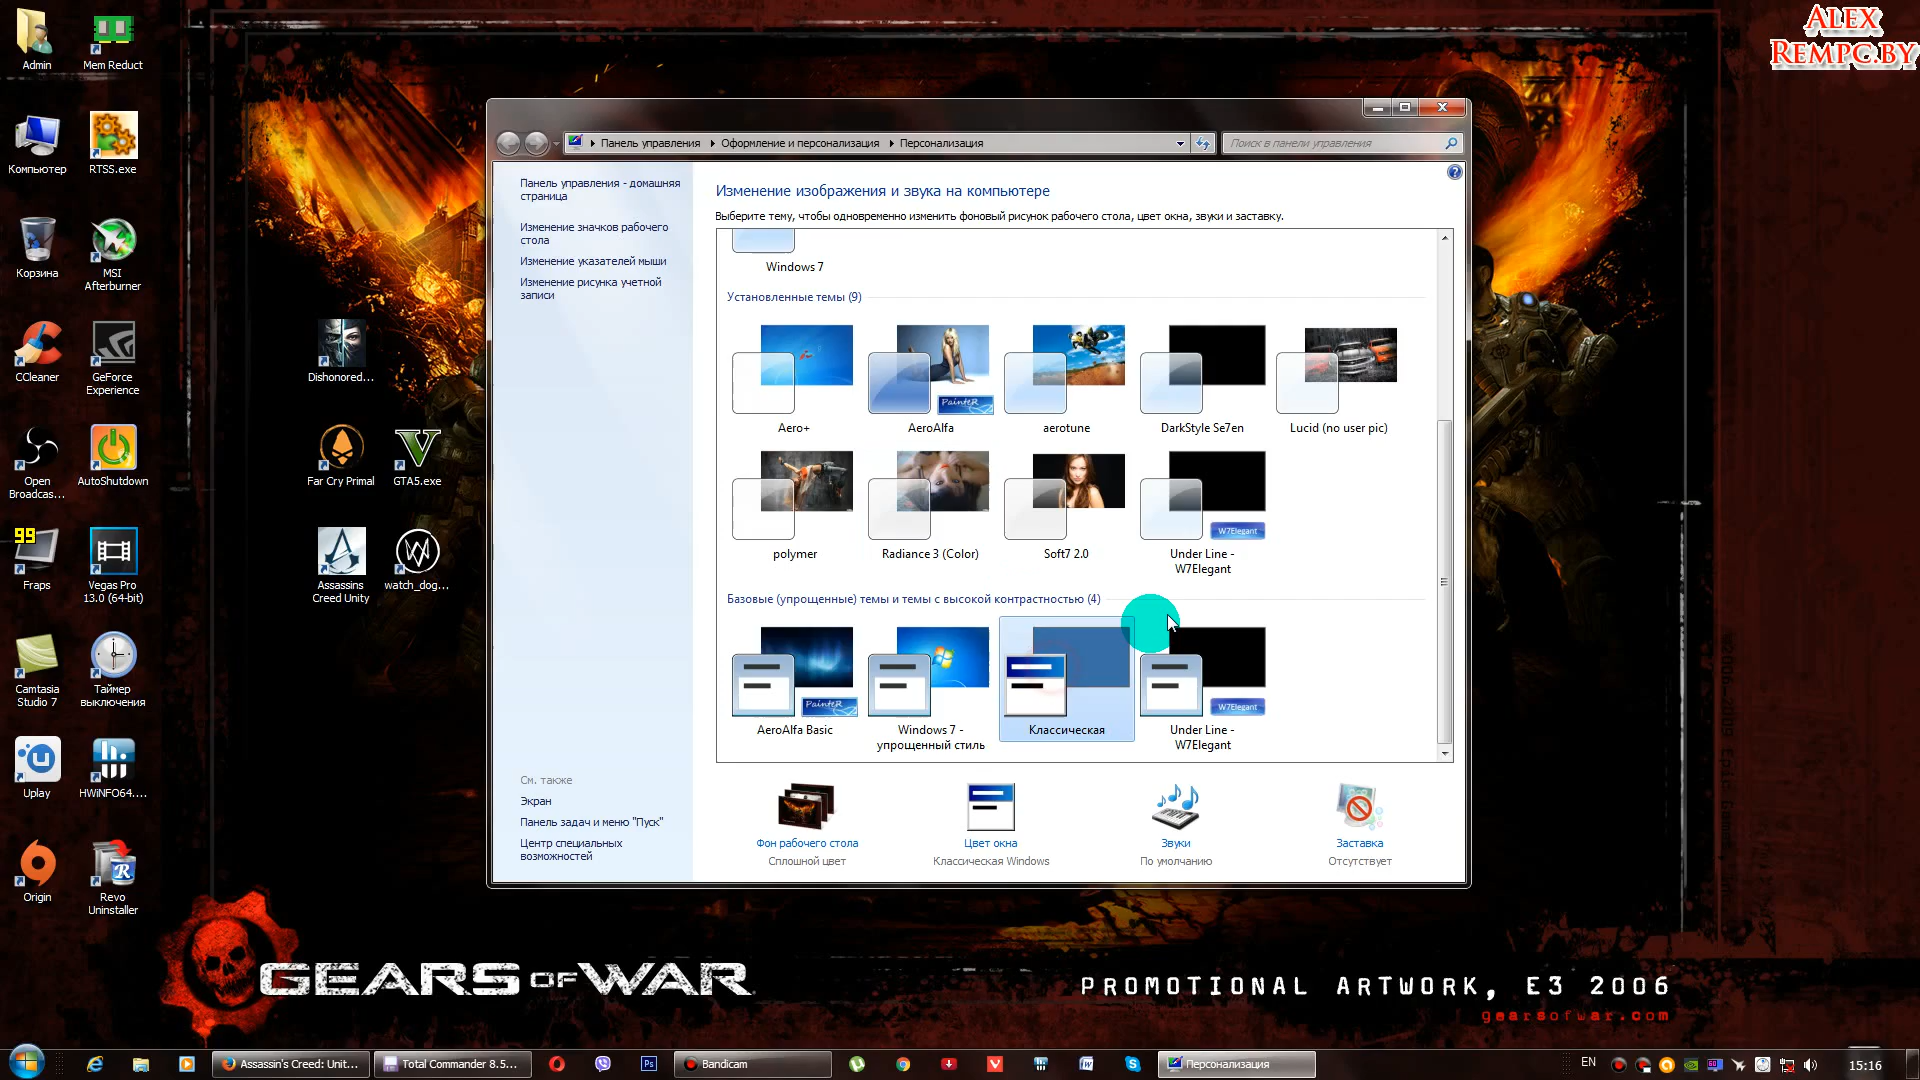 Admin
Mem Reduct
Alex
Rempc.by
Компьютер
RTSS.exe
Корзина
MSI
Afterburner
CCleaner
GeForce
Experience
Open
Broadcas...
AutoShutdown
99
Fraps
Vegas Pro
13.0 (64-bit)
Camtasia
Studio 7
Таймер
выключения
Uplay
HWiNFO64....
Origin
Revo
Uninstaller
Dishonored...
Far Cry Primal
GTA5.exe
Assassins
Creed Unity
watch_dog...
Панель управления
Оформление и персонализация
Персонализация
Поиск в панели управления
Панель управления - домашняя
страница
Изменение значков рабочего
стола
Изменение указателей мыши
Изменение рисунка учетной
записи
См. также
Экран
Панель задач и меню "Пуск"
Центр специальных
возможностей
Изменение изображения и звука на компьютере
Выберите тему, чтобы одновременно изменить фоновый рисунок рабочего стола, цвет окна, звуки и заставку.
Windows 7
Установленные темы (9)
PainteR
Aero+
AeroAlfa
aerotune
DarkStyle Se7en
Lucid (no user pic)
W7Elegant
polymer
Radiance 3 (Color)
Soft7 2.0
Under Line -
W7Elegant
Базовые (упрощенные) темы и темы с высокой контрастностью (4)
PainteR
W7Elegant
AeroAlfa Basic
Windows 7 -
упрощенный стиль
Классическая
Under Line -
W7Elegant
Фон рабочего стола
Сплошной цвет
Цвет окна
Классическая Windows
Звуки
По умолчанию
Заставка
Отсутствует
GEARS OF WAR
PROMOTIONAL ARTWORK, E3 2006
gearsofwar.com
Assassin's Creed: Unit...
Total Commander 8.5...
Ps
Bandicam
Персонализация
EN
15:16